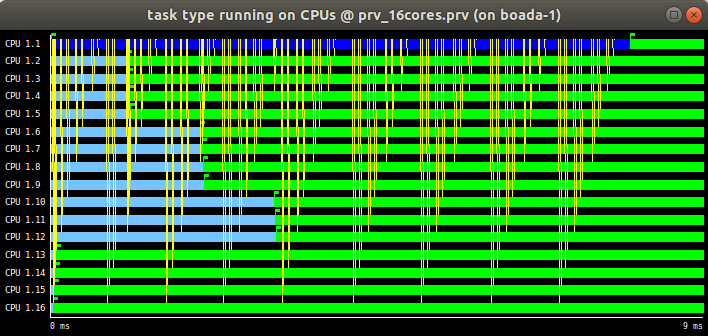 task type running on CPUs @ prv_16cores.prv (on boada-1)
CPU 1.1
CPU 1.2
CPU 1.3
CPU 1.4
CPU 1.5
CPU 1.6
CPU 1.7
CPU 1.8
CPU 1.9
CPU 1.10
CPU 1.11
CPU 1.12
CPU 1.13
CPU 1.14
CPU 1.15
CPU 1.16
0 ms 9 ms